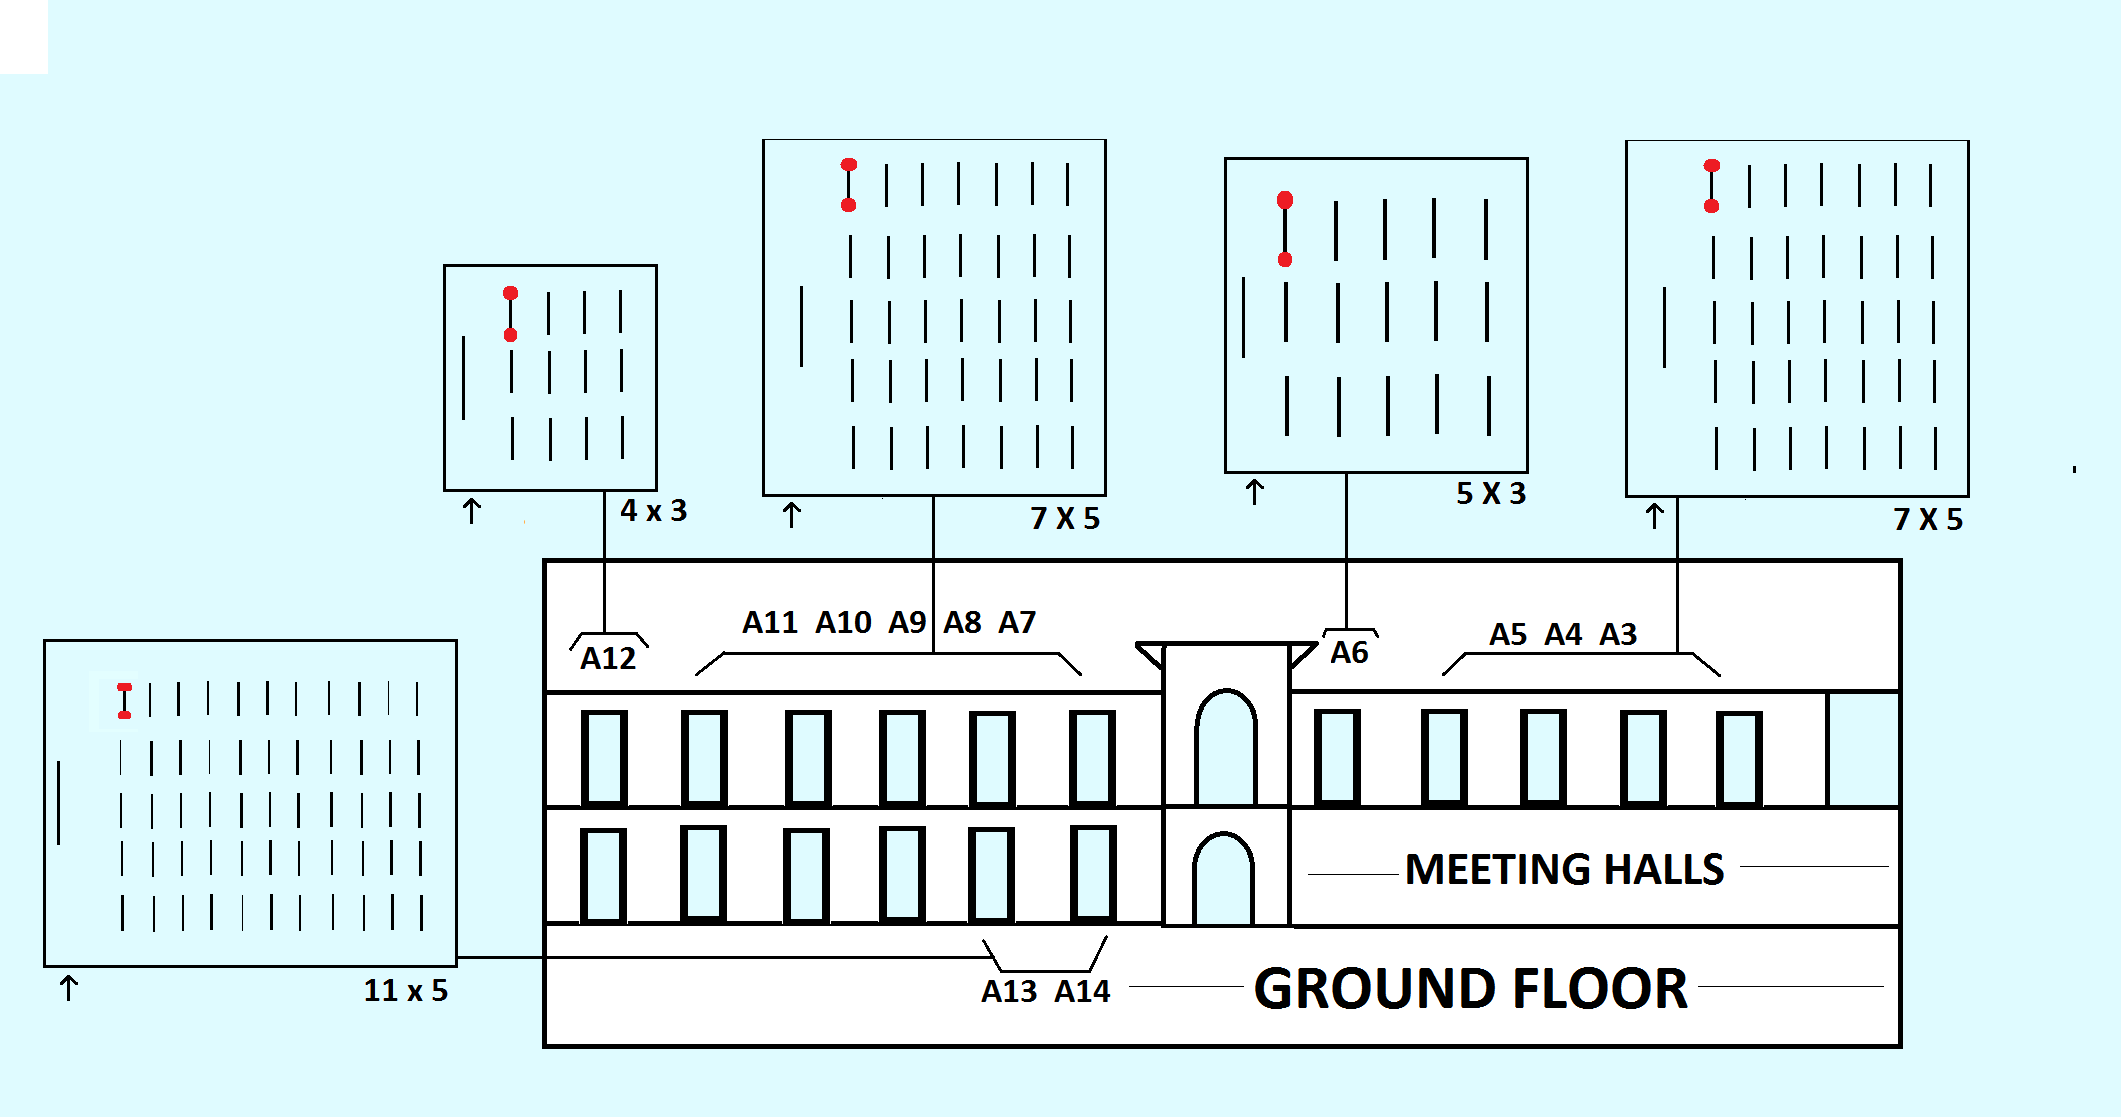 4 x 3
7 X 5
5 X 3
7 X 5
A11 A10 A9 A8 A7
A5 A4 A3
A12
A6
MEETING HALLS
11 x 5
A13 A14
GROUND FLOOR